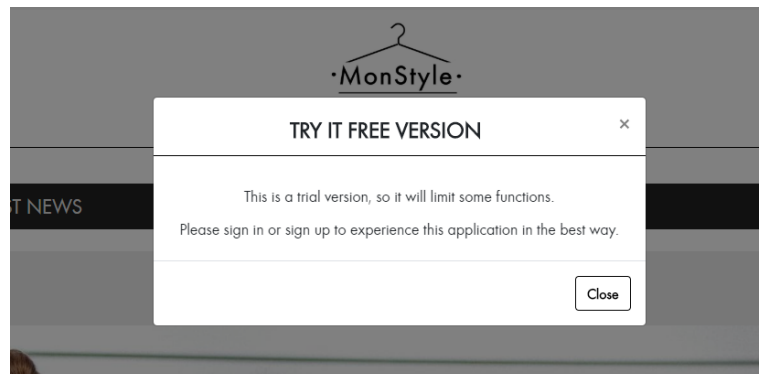 ·MonStyle·
TRY IT FREE VERSION
×
This is a trial version, so it will limit some functions.
ST NEWS
Please sign in or sign up to experience this application in the best way.
Close